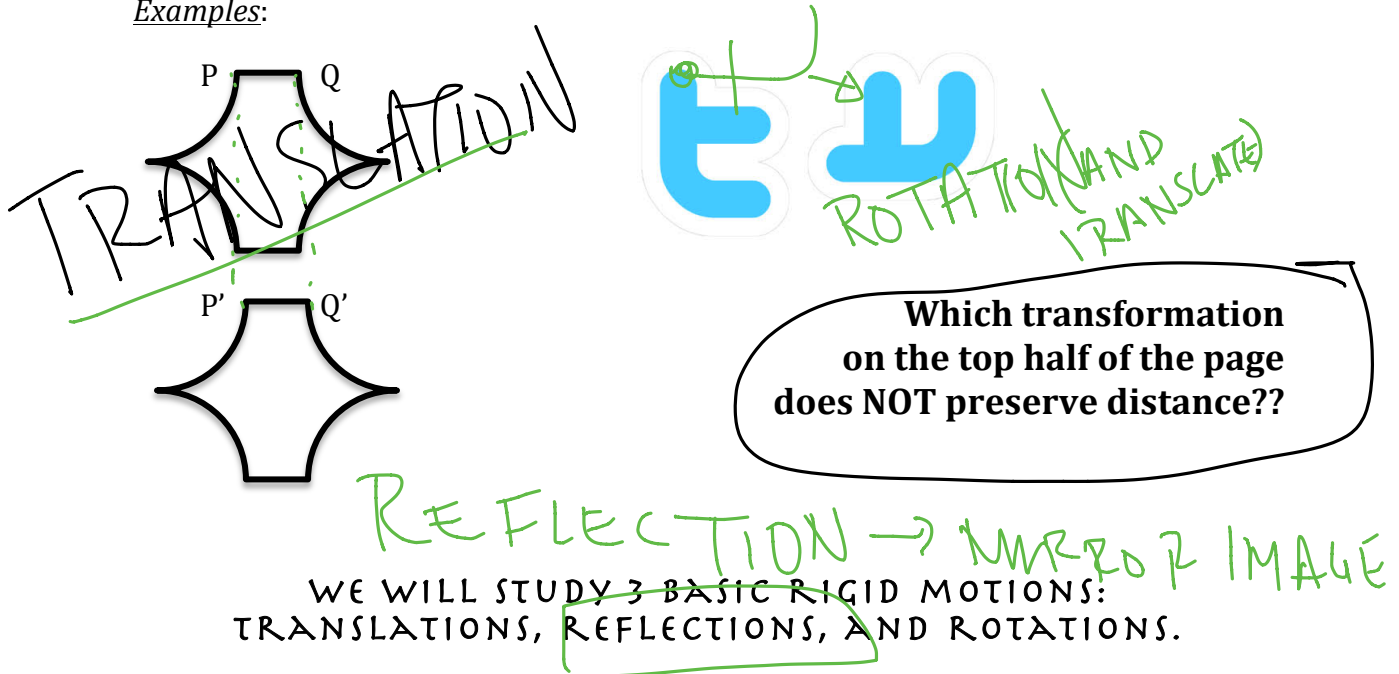 Examples:
P Q
TRANSLATION
P’ Q’
t
ROTATION (AND
TRANSLATE)
Which transformation
on the top half of the page
does NOT preserve distance??
REFLECTION → MIRROR IMAGE
WE WILL STUDY 3 BASIC RIGID MOTIONS:
TRANSLATIONS, REFLECTIONS, AND ROTATIONS.